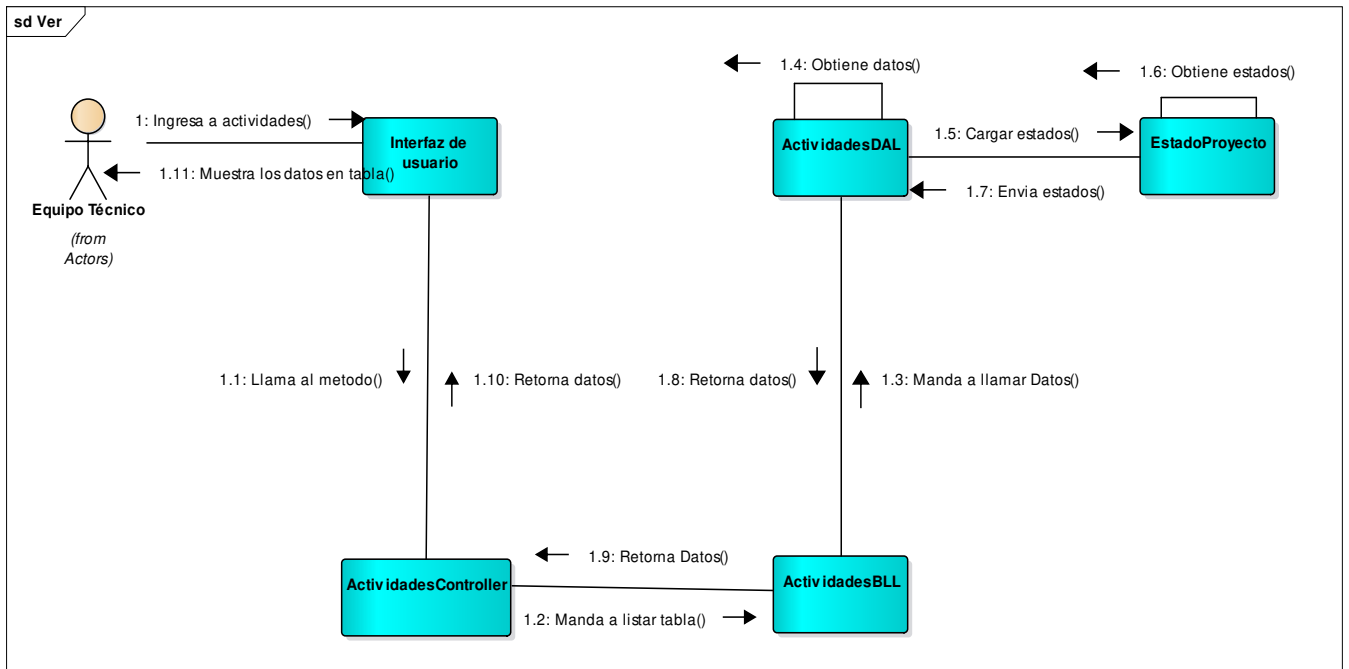 sd Ver
1.4: Obtiene datos()
1.6: Obtiene estados()
1: Ingresa a actividades()
Interfaz de
usuario
ActividadesDAL
1.5: Cargar estados()
EstadoProyecto
1.11: Muestra los datos en tabla()
1.7: Envia estados()
Equipo Técnico
(from
Actors)
1.1: Llama al metodo()
1.10: Retorna datos()
1.8: Retorna datos()
1.3: Manda a llamar Datos()
1.9: Retorna Datos()
ActividadesController
ActividadesBLL
1.2: Manda a listar tabla()